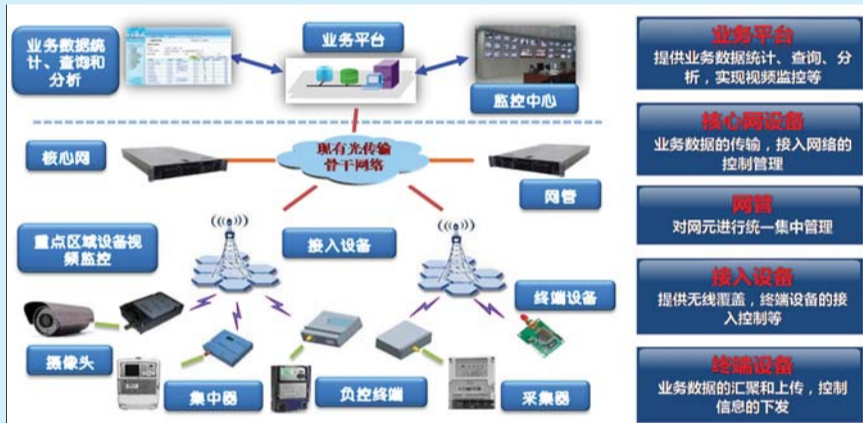 业务数据统
计、查询和
分析
业务平台
监控中心
核心网
现有光传输
骨干网络
网管
重点区域设备视
频监控
接入设备
终端设备
摄像头
集中器
负控终端
采集器
业务平台
提供业务数据统计、查询、分
析，实现视频监控等
核心网设备
业务数据的传输，接入网络的
控制管理
网管
对网元进行统一集中管理
接入设备
提供无线覆盖，终端设备的接
入控制等
终端设备
业务数据的汇聚和上传，控制
信息的下发